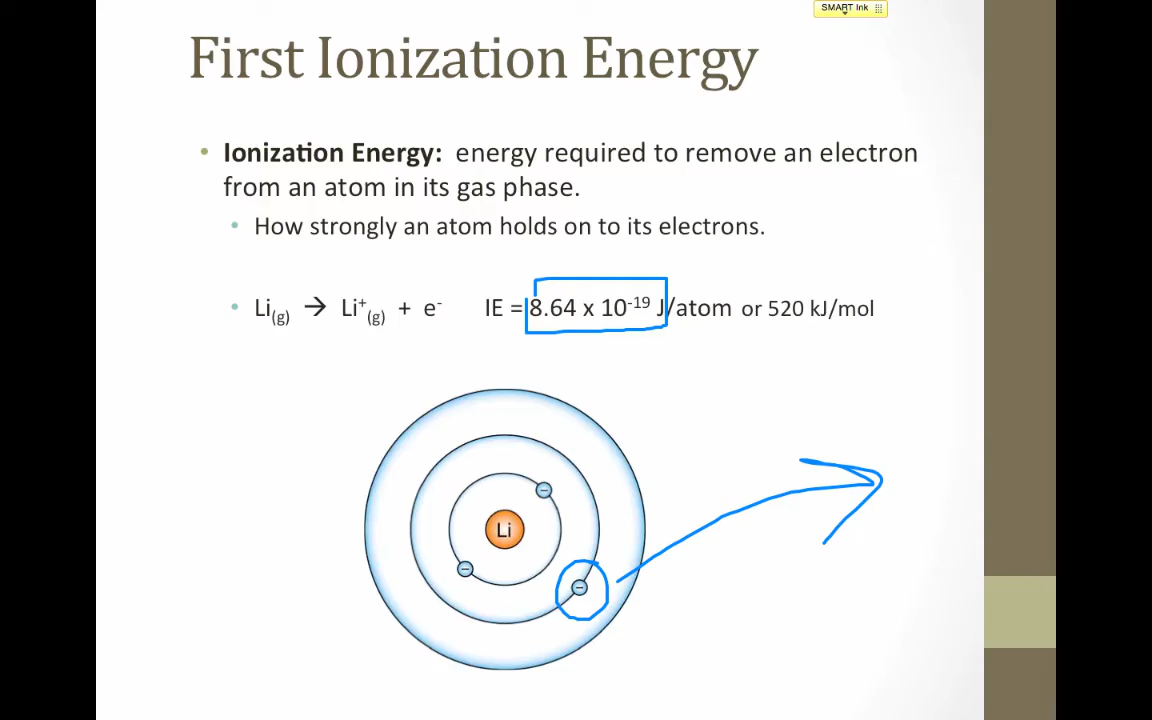 SMART Ink
First Ionization Energy
• Ionization Energy: energy required to remove an electron
from an atom in its gas phase.
• How strongly an atom holds on to its electrons.
• Li(g) → Li⁺(g) + e⁻ IE = 8.64 x 10⁻¹⁹ J/atom or 520 kJ/mol
−
Li
−
−